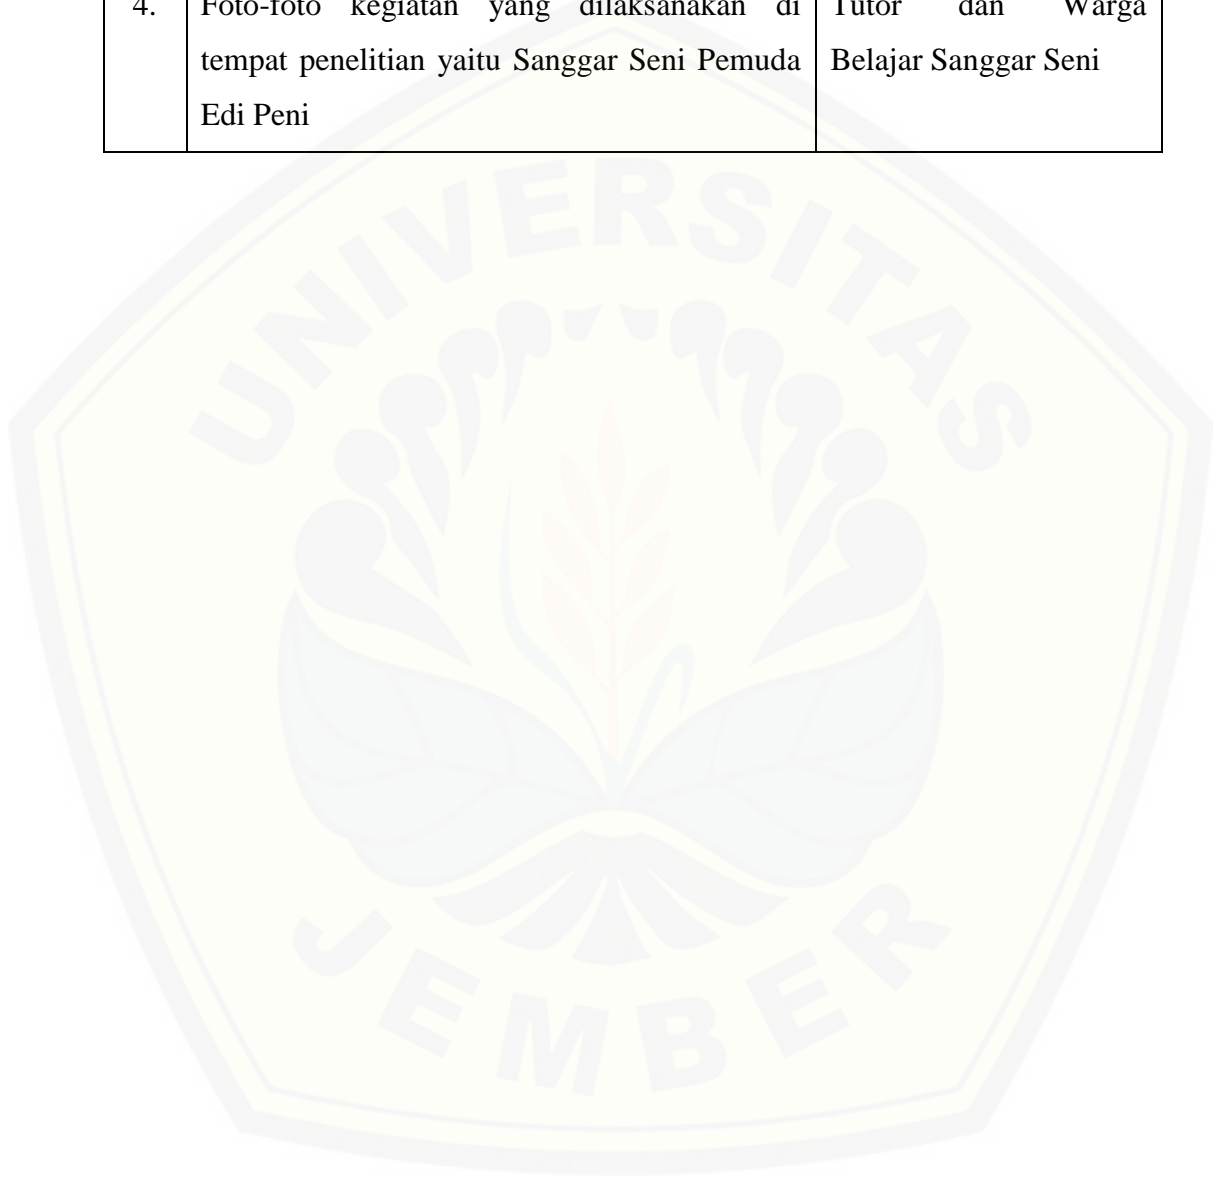 4. Foto-foto kegiatan yang dilaksanakan di Tutor dan Warga
tempat penelitian yaitu Sanggar Seni Pemuda Belajar Sanggar Seni
Edi Peni
UNIVERSITAS
JEMBER